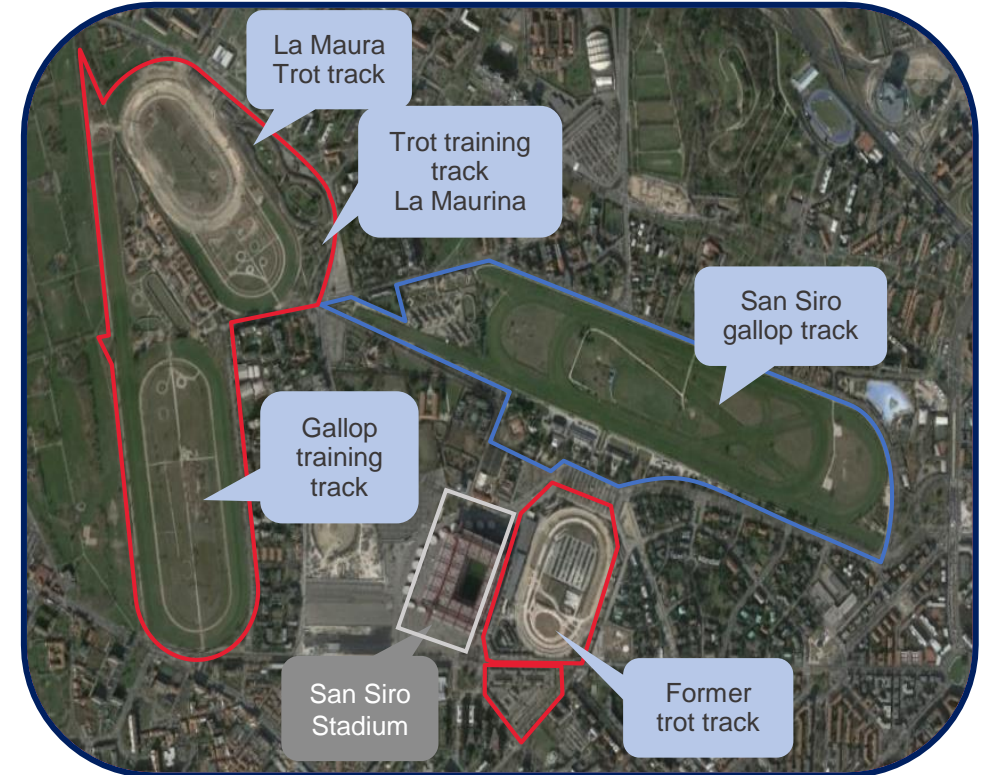 La Maura
Trot track
Trot training
track
La Maurina
San Siro
gallop track
Gallop
training
track
San Siro
Stadium
Former
trot track